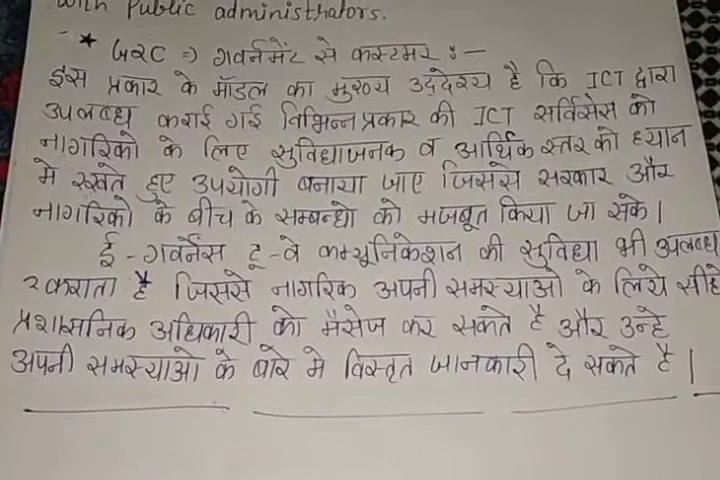 with Public administrators.
* G2C => गवर्नमेंट से कस्टमर :-
इस प्रकार के मॉडल का मुख्य उद्देश्य है कि ICT द्वारा
उपलब्ध कराई गई विभिन्न प्रकार की ICT सर्विसेस को
नागरिको के लिए सुविधाजनक व आर्थिक स्तर को ध्यान
मे रखते हुए उपयोगी बनाया जाए जिससे सरकार और
नागरिको के बीच के सम्बन्धो को मजबूत किया जा सके।
ई-गवर्नेंस टू-वे कम्यूनिकेशन की सुविधा भी उपलब्ध
कराता है जिससे नागरिक अपनी समस्याओ के लिये सीधे
प्रशासनिक अधिकारी को मैसेज कर सकते है और उन्हे
अपनी समस्याओ के बारे मे विस्तृत जानकारी दे सकते है।